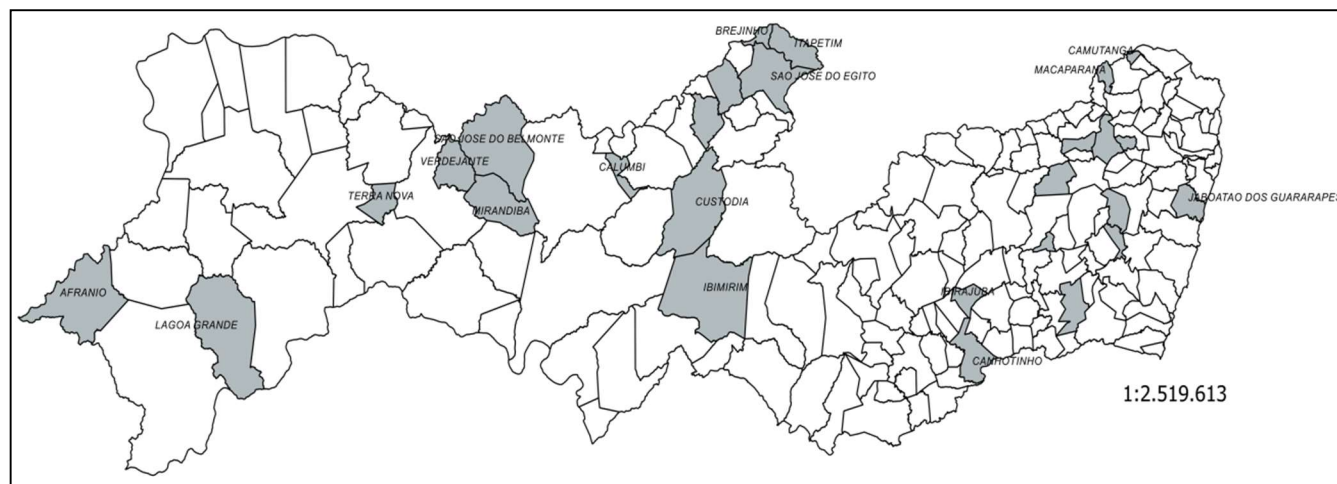 BREJINHO
ITAPETIM
CAMUTANGA
MACAPARANA
SAO JOSE DO EGITO
SAO JOSE DO BELMONTE
VERDEJANTE
CALUMBI
TERRA NOVA
MIRANDIBA
CUSTODIA
JABOATAO DOS GUARARAPES
AFRANIO
IBIMIRIM
IBIRAJUBA
LAGOA GRANDE
CANHOTINHO
1:2.519.613